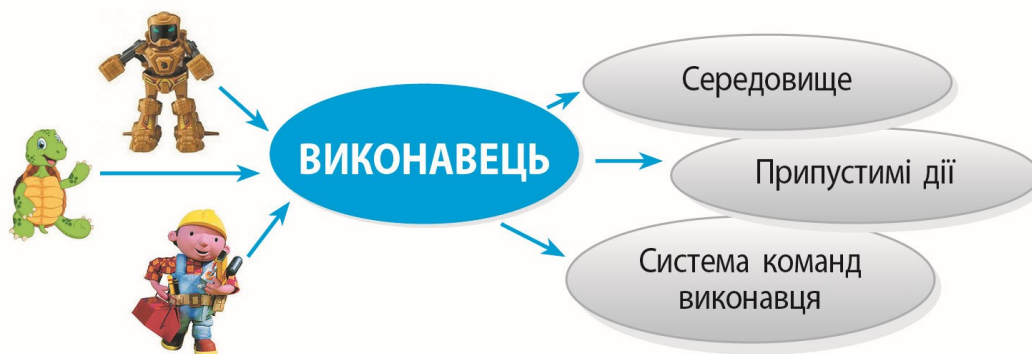 ВИКОНАВЕЦЬ
Середовище
Припустимі дії
Система команд
виконавця